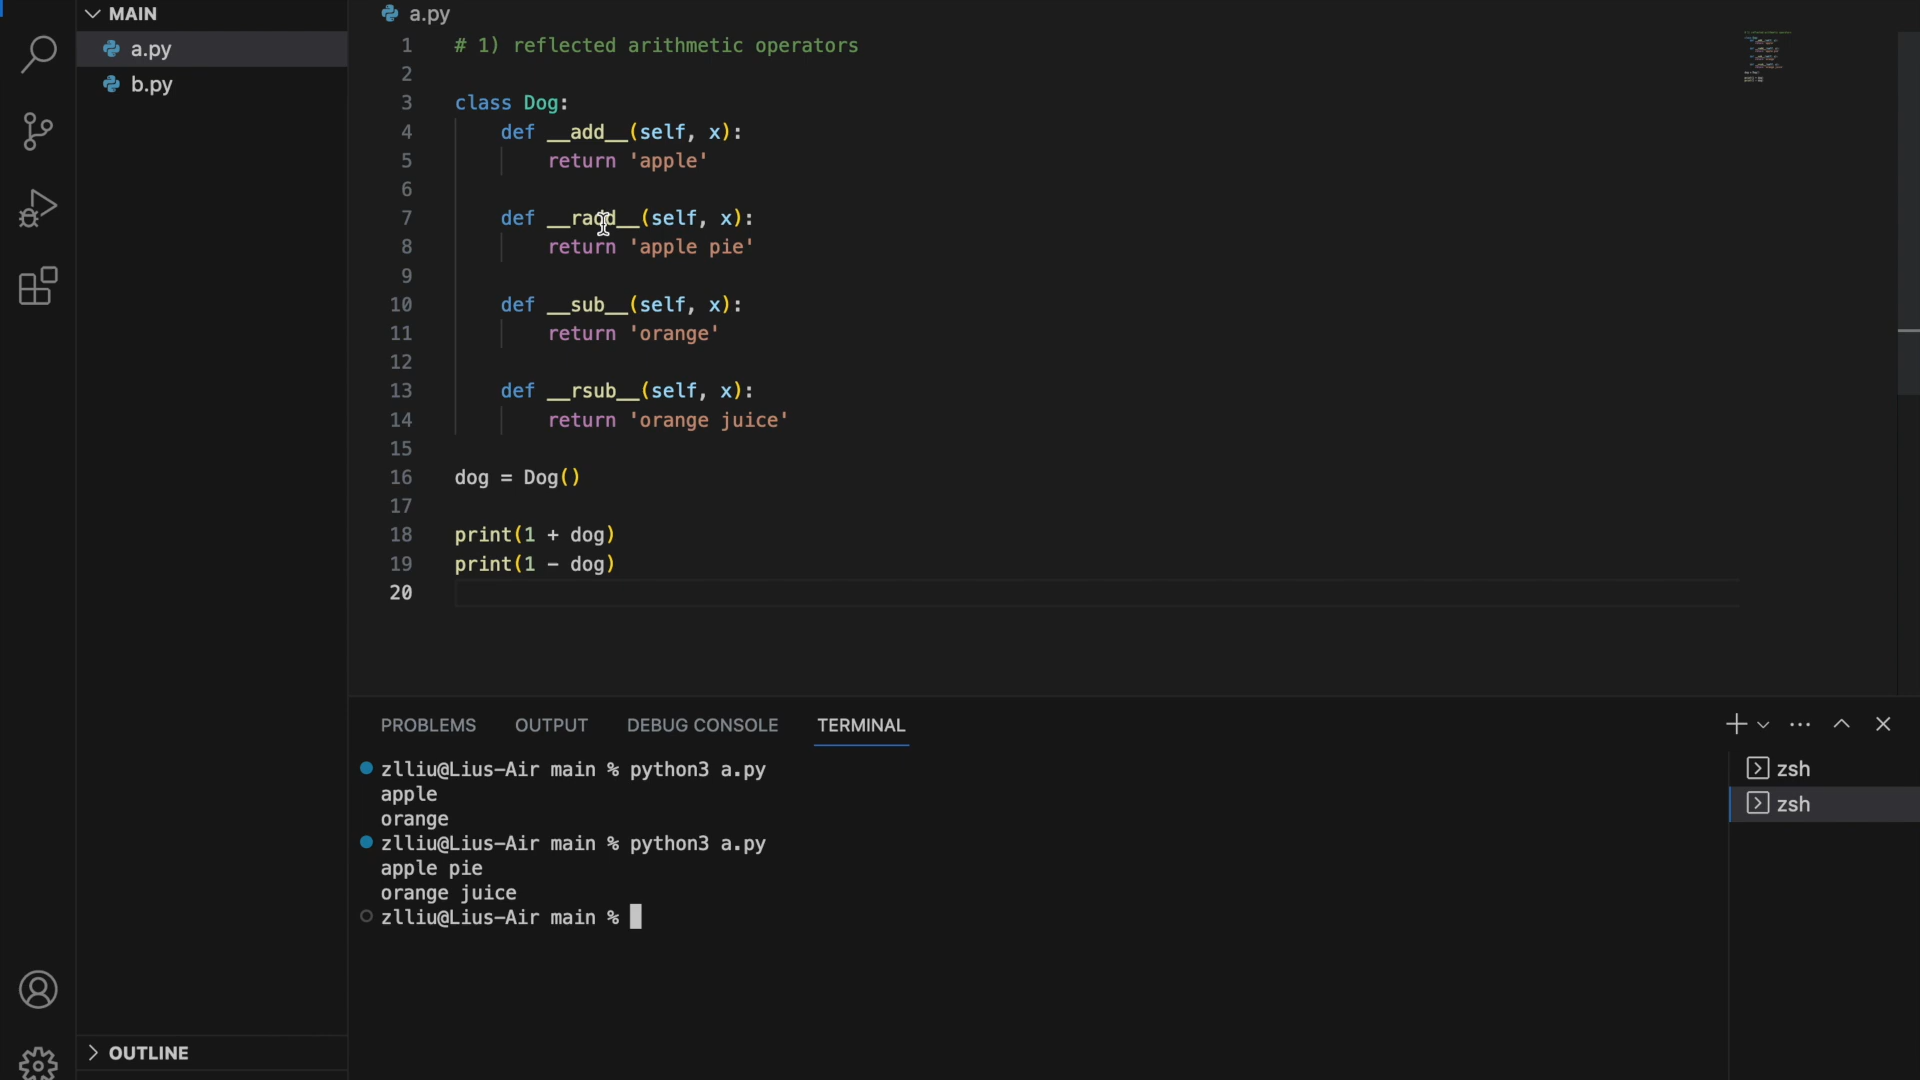 MAIN
a.py
b.py
OUTLINE
a.py
1 # 1) reflected arithmetic operators
2
3 class Dog:
4     def __add__(self, x):
5         return 'apple'
6
7     def __radd__(self, x):
8         return 'apple pie'
9
10     def __sub__(self, x):
11         return 'orange'
12
13     def __rsub__(self, x):
14         return 'orange juice'
15
16 dog = Dog()
17
18 print(1 + dog)
19 print(1 - dog)
20
PROBLEMS OUTPUT DEBUG CONSOLE TERMINAL
zlliu@Lius-Air main % python3 a.py
apple
orange
zlliu@Lius-Air main % python3 a.py
apple pie
orange juice
zlliu@Lius-Air main %
zsh
zsh